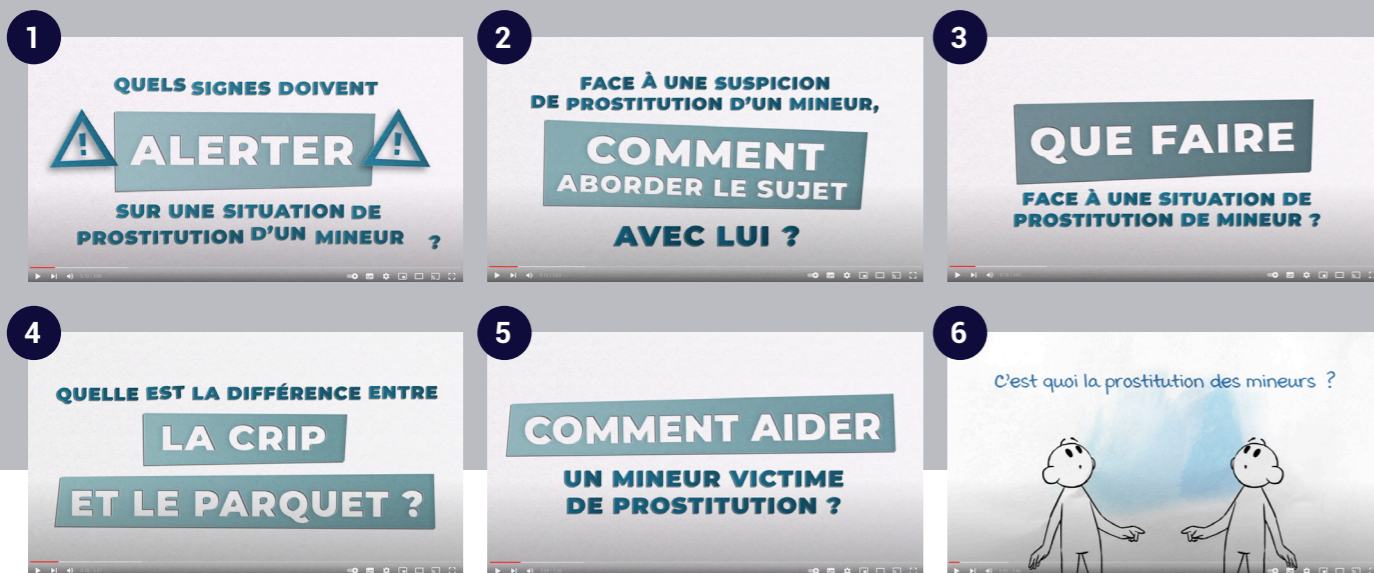 1
QUELS SIGNES DOIVENT
ALERTER
SUR UNE SITUATION DE
PROSTITUTION D'UN MINEUR ?
2
FACE À UNE SUSPICION
DE PROSTITUTION D'UN MINEUR,
COMMENT
ABORDER LE SUJET
AVEC LUI ?
3
QUE FAIRE
FACE À UNE SITUATION DE
PROSTITUTION DE MINEUR ?
4
QUELLE EST LA DIFFÉRENCE ENTRE
LA CRIP
ET LE PARQUET ?
5
COMMENT AIDER
UN MINEUR VICTIME
DE PROSTITUTION ?
6
C'est quoi la prostitution des mineurs ?